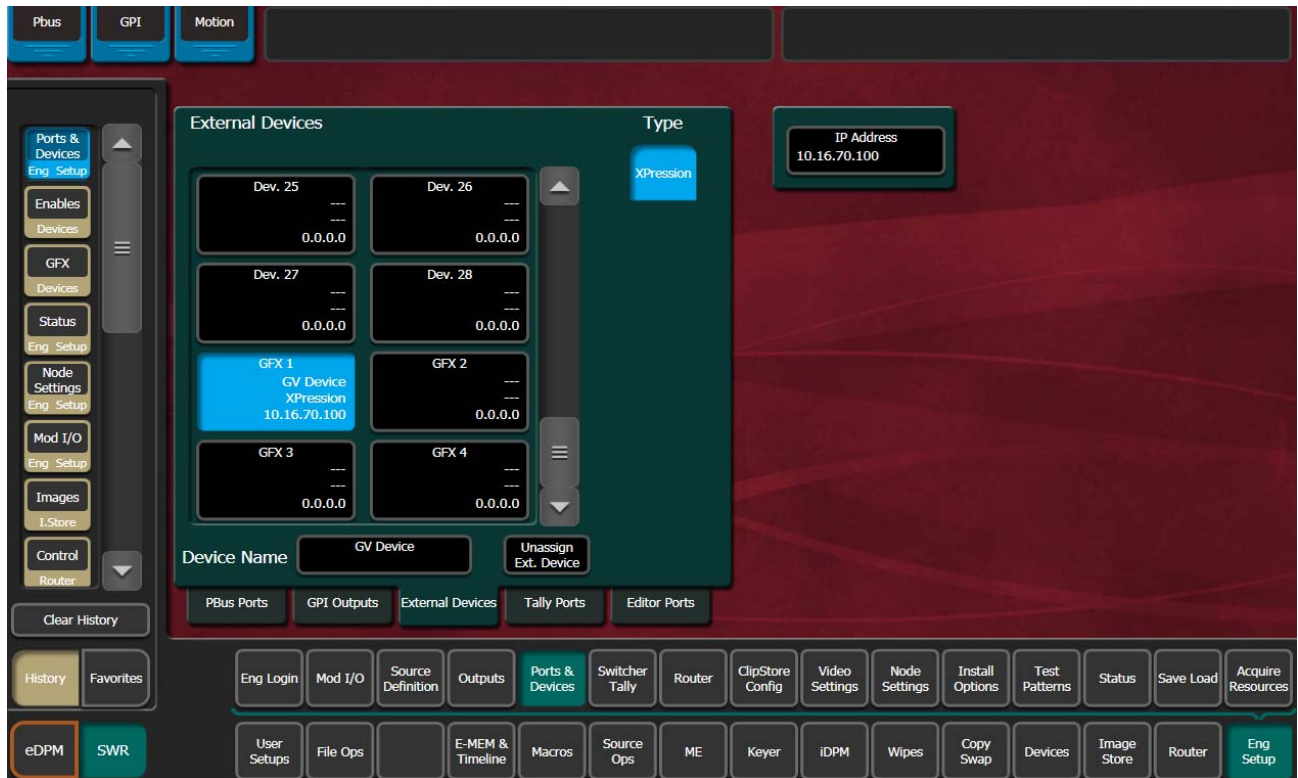 Pbus
GPI
Motion
Ports &
Devices
Eng Setup
Enables
Devices
GFX
Devices
Status
Eng Setup
Node
Settings
Eng Setup
Mod I/O
Eng Setup
Images
I.Store
Control
Router
Clear History
History
Favorites
eDPM
SWR
External Devices
Type
XPression
IP Address
10.16.70.100
Dev. 25
---
---
0.0.0.0
Dev. 26
---
---
0.0.0.0
Dev. 27
---
---
0.0.0.0
Dev. 28
---
---
0.0.0.0
GFX 1
GV Device
XPression
10.16.70.100
GFX 2
---
---
0.0.0.0
GFX 3
---
---
0.0.0.0
GFX 4
---
---
0.0.0.0
Device Name
GV Device
Unassign
Ext. Device
PBus Ports
GPI Outputs
External Devices
Tally Ports
Editor Ports
Eng Login
Mod I/O
Source
Definition
Outputs
Ports &
Devices
Switcher
Tally
Router
ClipStore
Config
Video
Settings
Node
Settings
Install
Options
Test
Patterns
Status
Save Load
Acquire
Resources
User
Setups
File Ops
E-MEM &
Timeline
Macros
Source
Ops
ME
Keyer
iDPM
Wipes
Copy
Swap
Devices
Image
Store
Router
Eng
Setup